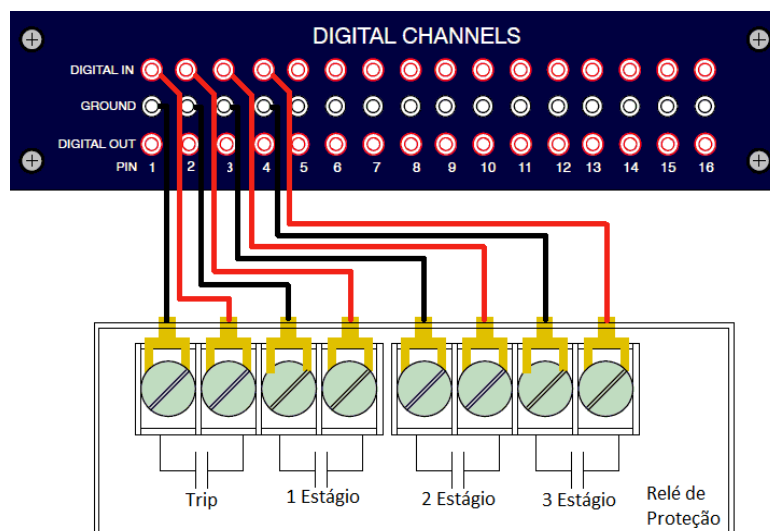 DIGITAL CHANNELS
DIGITAL IN
GROUND
DIGITAL OUT
PIN 1 2 3 4 5 6 7 8 9 10 11 12 13 14 15 16
Trip
1 Estágio
2 Estágio
3 Estágio
Relé de
Proteção